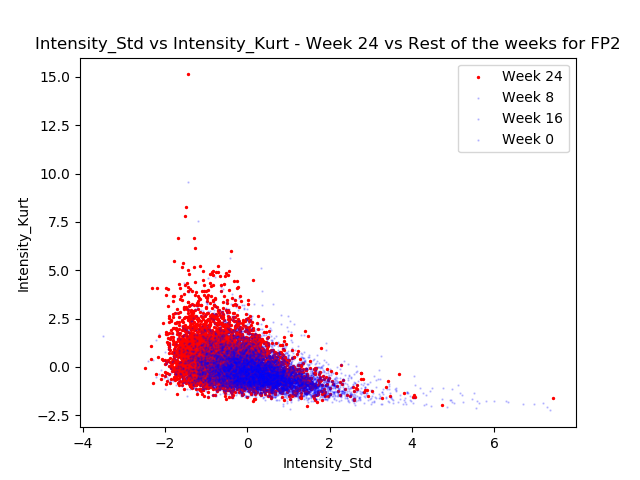 Intensity_Std vs Intensity_Kurt - Week 24 vs Rest of the weeks for FP2
15.0
12.5
10.0
7.5
5.0
2.5
0.0
−2.5
Intensity_Kurt
Week 24
Week 8
Week 16
Week 0
−4
−2
0
2
4
6
Intensity_Std